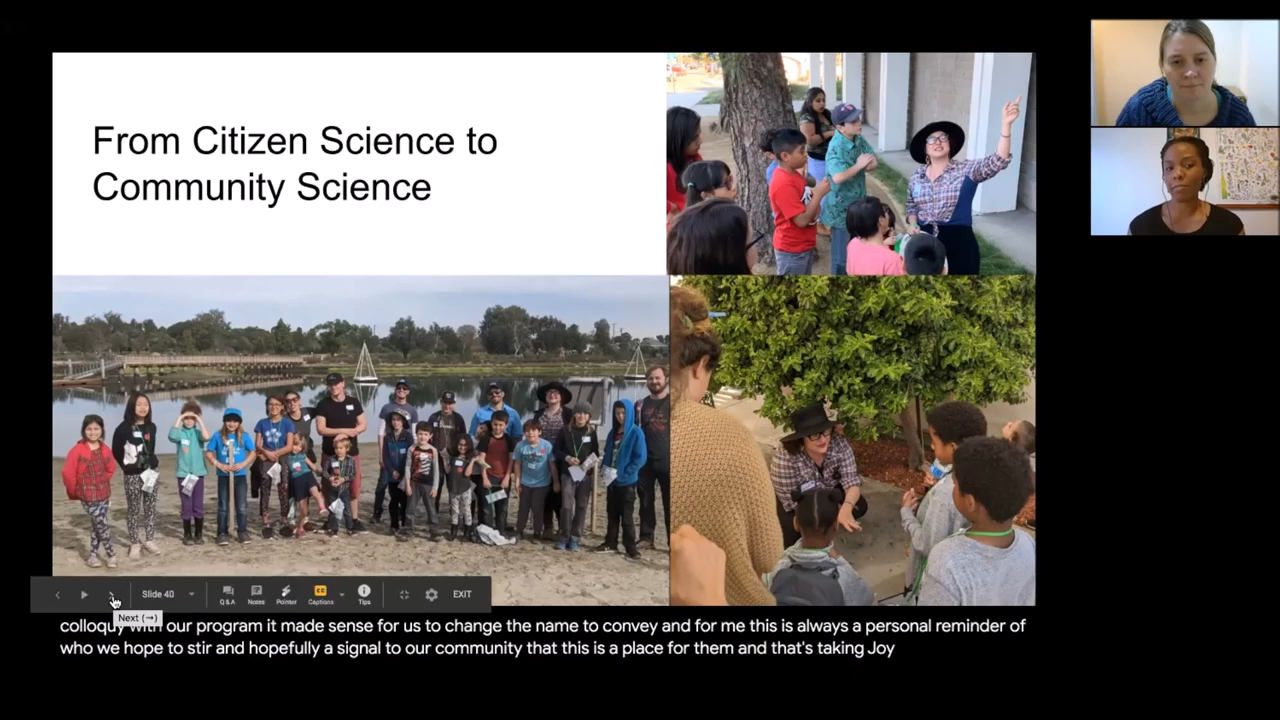 From Citizen Science to
Community Science
Slide 40
Q & A
Notes
Pointer
Captions
Tips
EXIT
Next (→)
colloquy with our program it made sense for us to change the name to convey and for me this is always a personal reminder of
who we hope to stir and hopefully a signal to our community that this is a place for them and that's taking Joy